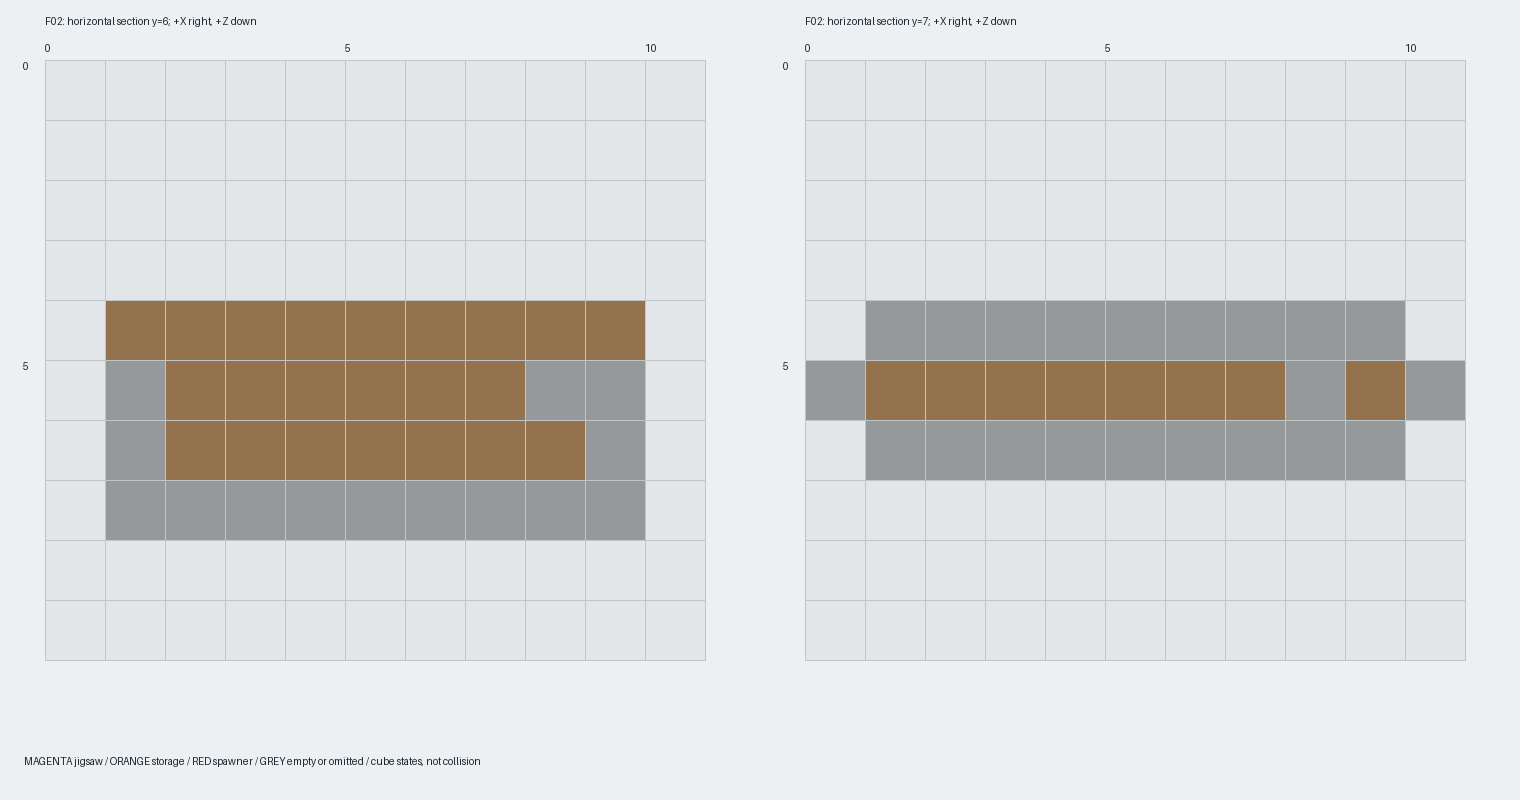 F02: horizontal section y=6; +X right, +Z down
0 5 10
0
5
F02: horizontal section y=7; +X right, +Z down
0 5 10
0
5
MAGENTA jigsaw / ORANGE storage / RED spawner / GREY empty or omitted / cube states, not collision